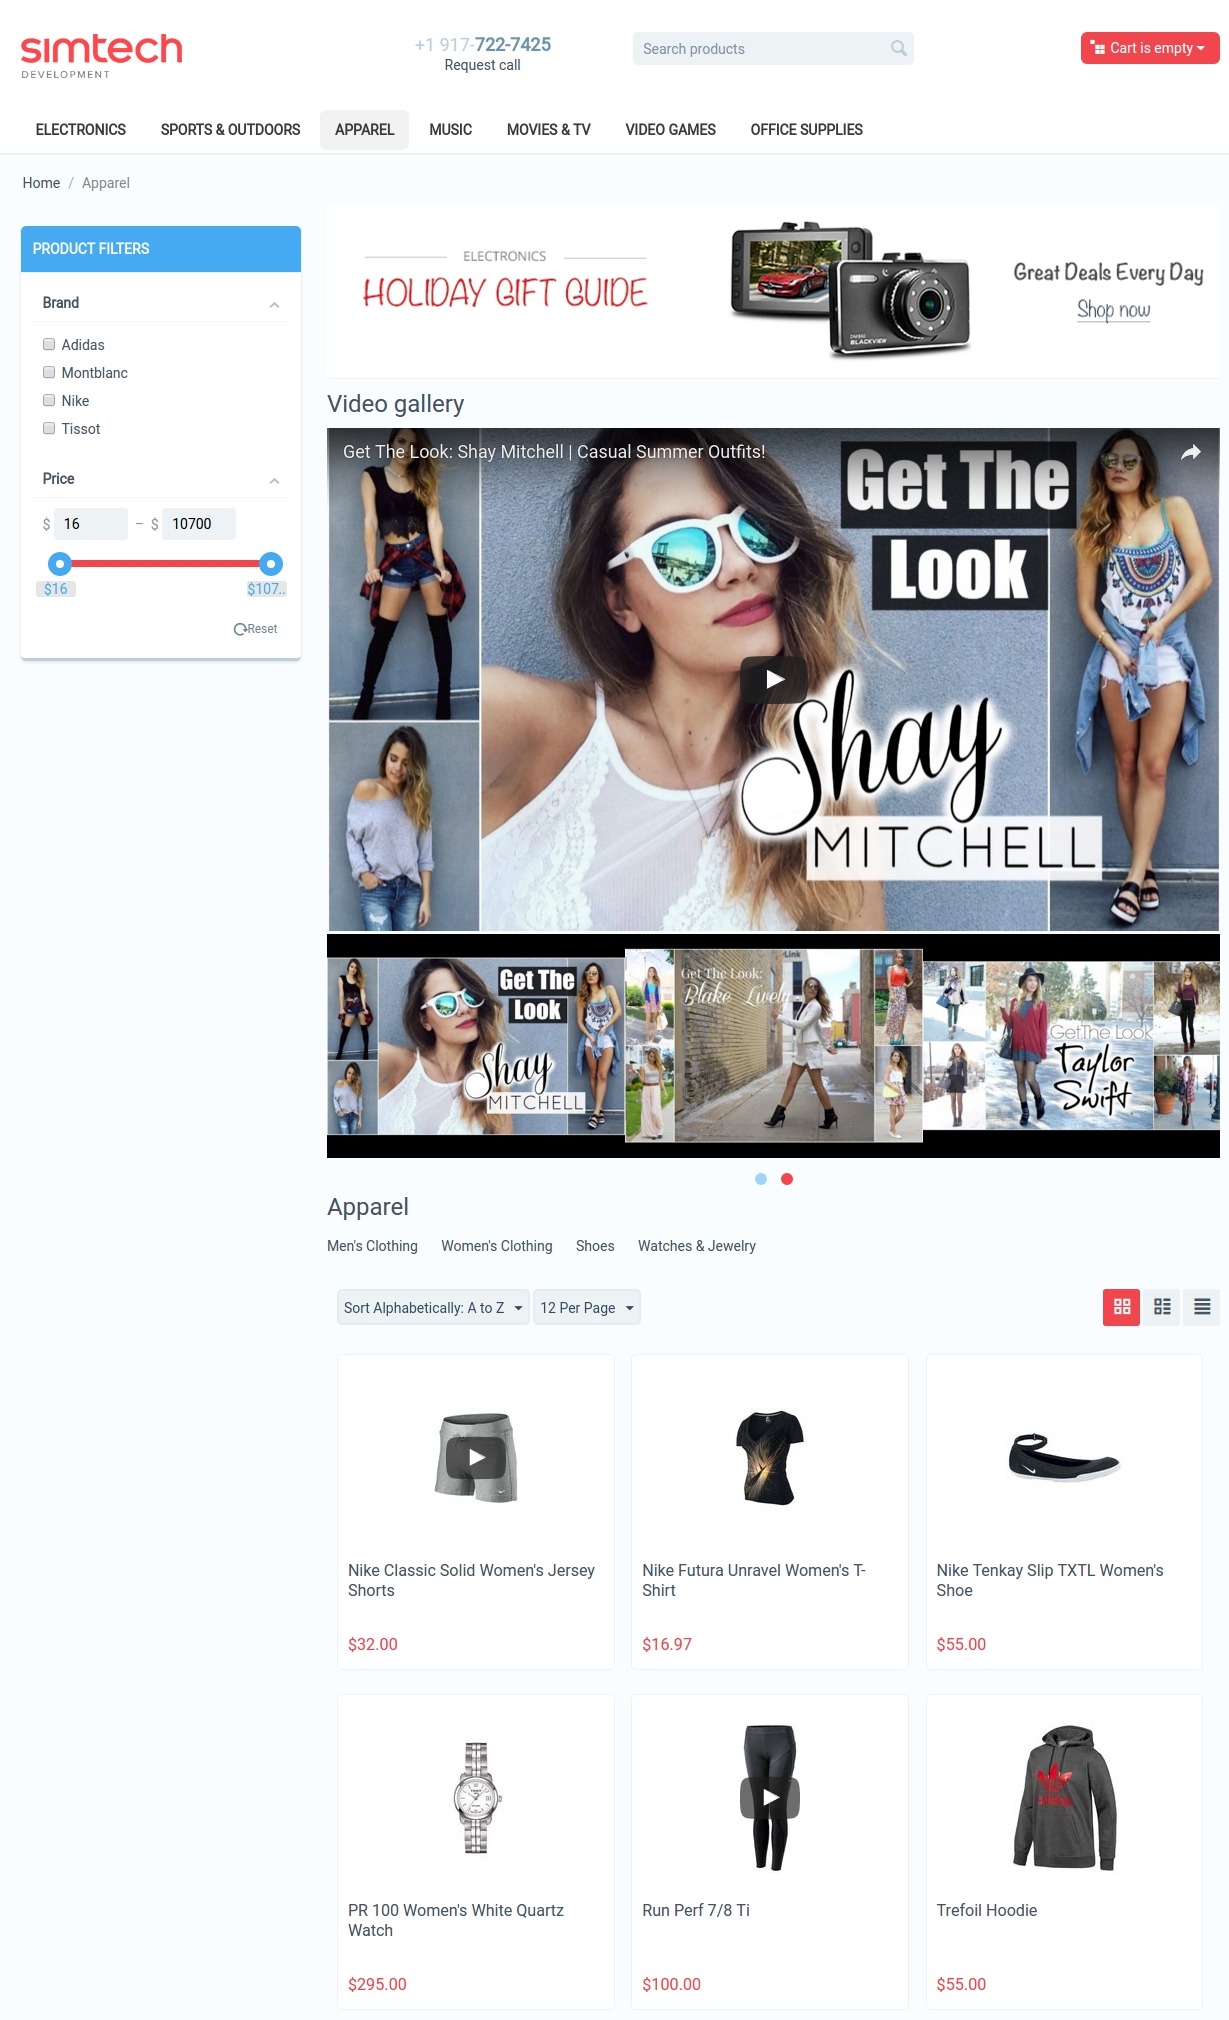 simtech
DEVELOPMENT
+1 917-722-7425
Request call
Search products
Cart is empty
ELECTRONICS SPORTS & OUTDOORS APPAREL MUSIC MOVIES & TV VIDEO GAMES OFFICE SUPPLIES
Home / Apparel
PRODUCT FILTERS
Brand
Adidas
Montblanc
Nike
Tissot
Price
$ 16 – $ 10700
$16 $107..
Reset
ELECTRONICS
HOLIDAY GIFT GUIDE
BLACKVIEW
Great Deals Every Day
Shop now
Video gallery
Get The Look: Shay Mitchell | Casual Summer Outfits!
Get The
Look
Shay
MITCHELL
Get The
Look
Shay
MITCHELL
Get The Look:
Blake Lively
Link
GetThe Look
Taylor
Swift
Apparel
Men's Clothing Women's Clothing Shoes Watches & Jewelry
Sort Alphabetically: A to Z 12 Per Page
Nike Classic Solid Women's Jersey
Shorts
$32.00
Nike Futura Unravel Women's T-
Shirt
$16.97
Nike Tenkay Slip TXTL Women's
Shoe
$55.00
PR 100 Women's White Quartz
Watch
$295.00
Run Perf 7/8 Ti
$100.00
Trefoil Hoodie
$55.00